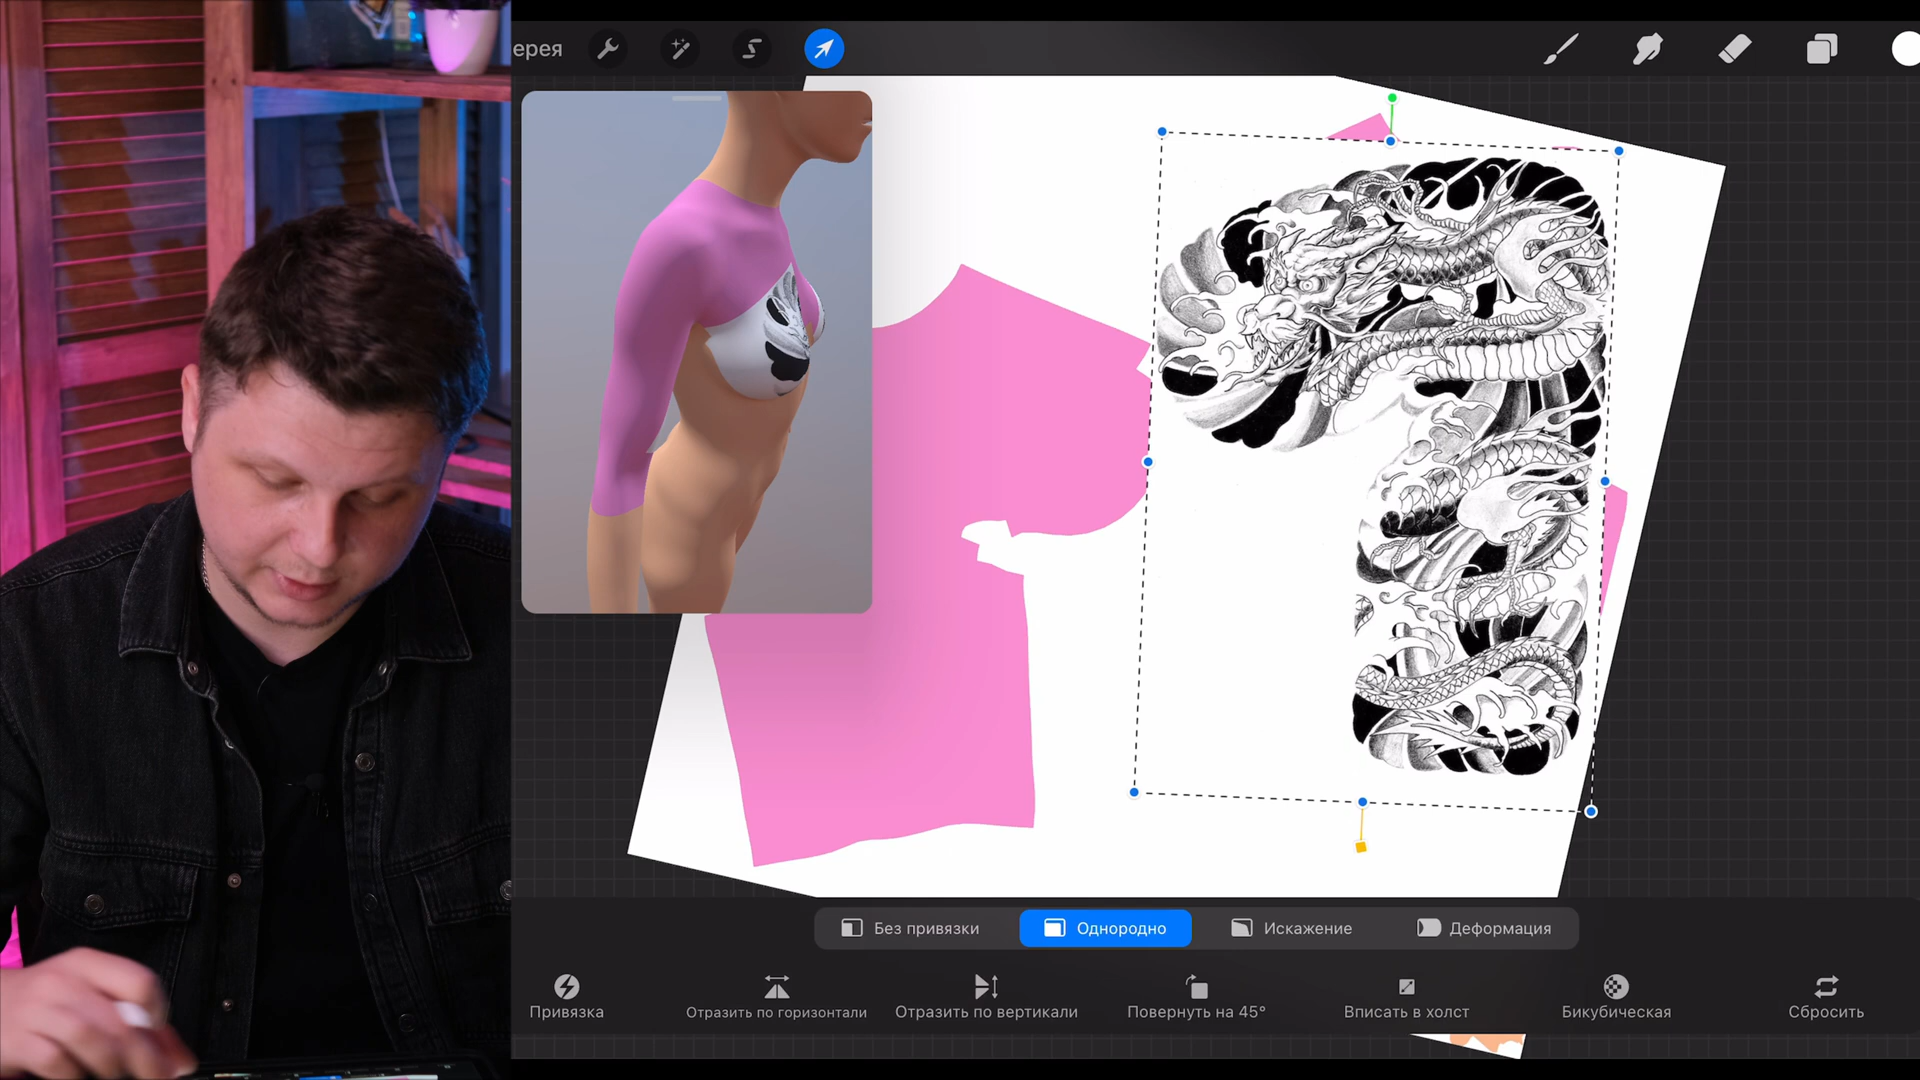 ерея
Без привязки
Однородно
Искажение
Деформация
Привязка
Отразить по горизонтали
Отразить по вертикали
Повернуть на 45°
Вписать в холст
Бикубическая
Сбросить